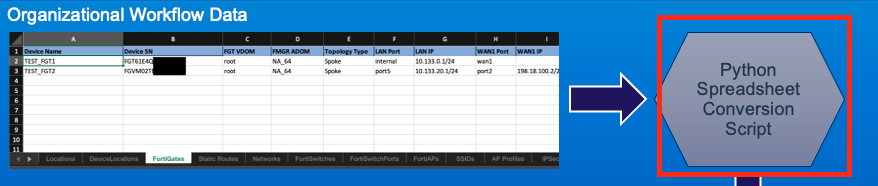 Organizational Workflow Data
A B C D E F G H I
1 Device Name Device SN FGT VDOM FMGR ADOM Topology Type LAN Port LAN IP WAN1 Port WAN1 IP
2 TEST_FGT1 FGT61E4Q root NA_64 Spoke internal 10.133.0.1/24 wan1
3 TEST_FGT2 FGVM02T root NA_64 Spoke port5 10.133.20.1/24 port2 198.18.100.2/2
4
5
6
7
8
9
10
11
Locations DeviceLocations FortiGates Static Routes Networks FortiSwitches FortiSwitchPorts FortiAPs SSIDs AP Profiles IPSec
Python
Spreadsheet
Conversion
Script